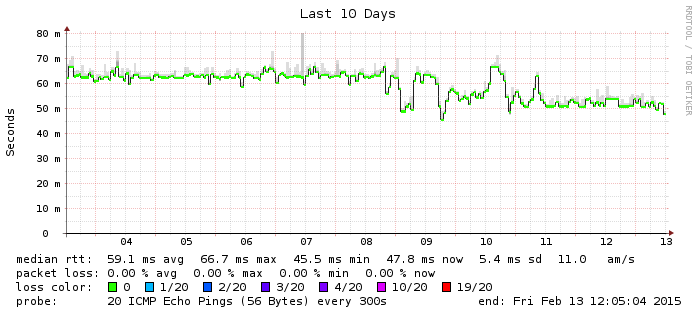 Last 10 Days
RRDTOOL / TOBI OETIKER
Seconds
80 m
70 m
60 m
50 m
40 m
30 m
20 m
10 m
0
04 05 06 07 08 09 10 11 12 13
median rtt: 59.1 ms avg 66.7 ms max 45.5 ms min 47.8 ms now 5.4 ms sd 11.0 am/s
packet loss: 0.00 % avg 0.00 % max 0.00 % min 0.00 % now
loss color: 0 1/20 2/20 3/20 4/20 10/20 19/20
probe: 20 ICMP Echo Pings (56 Bytes) every 300s end: Fri Feb 13 12:05:04 2015